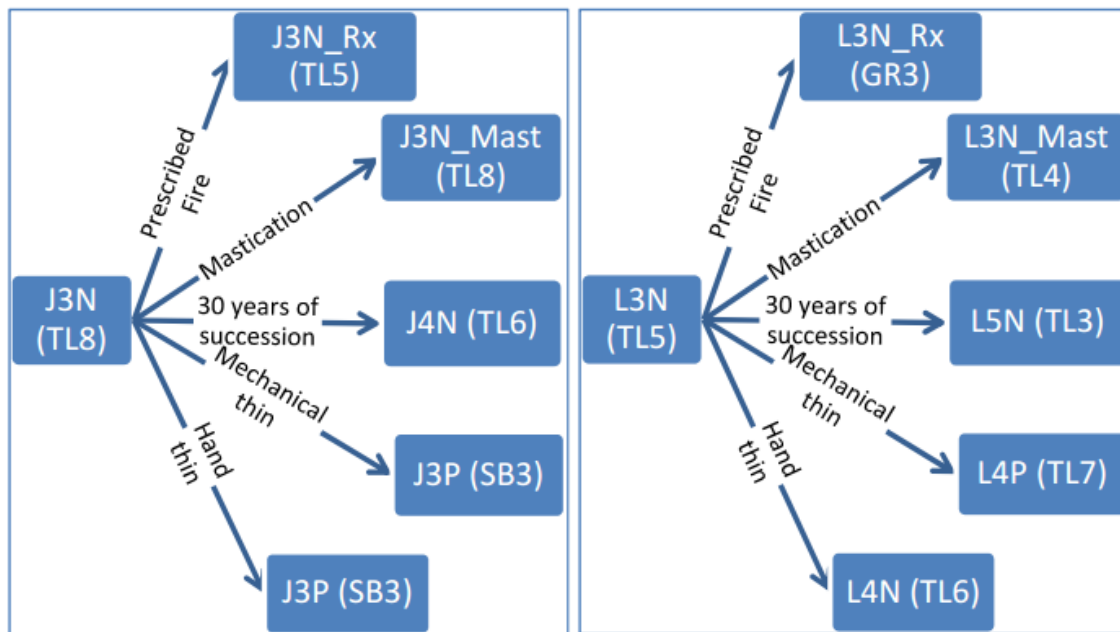 J3N_Rx
(TL5)
Prescribed
Fire
J3N_Mast
(TL8)
Mastication
J3N
(TL8)
30 years of
succession
J4N (TL6)
Mechanical
thin
J3P (SB3)
Hand
thin
J3P (SB3)
L3N_Rx
(GR3)
Prescribed
Fire
L3N_Mast
(TL4)
Mastication
L3N
(TL5)
30 years of
succession
L5N (TL3)
Mechanical
thin
L4P (TL7)
Hand
thin
L4N (TL6)